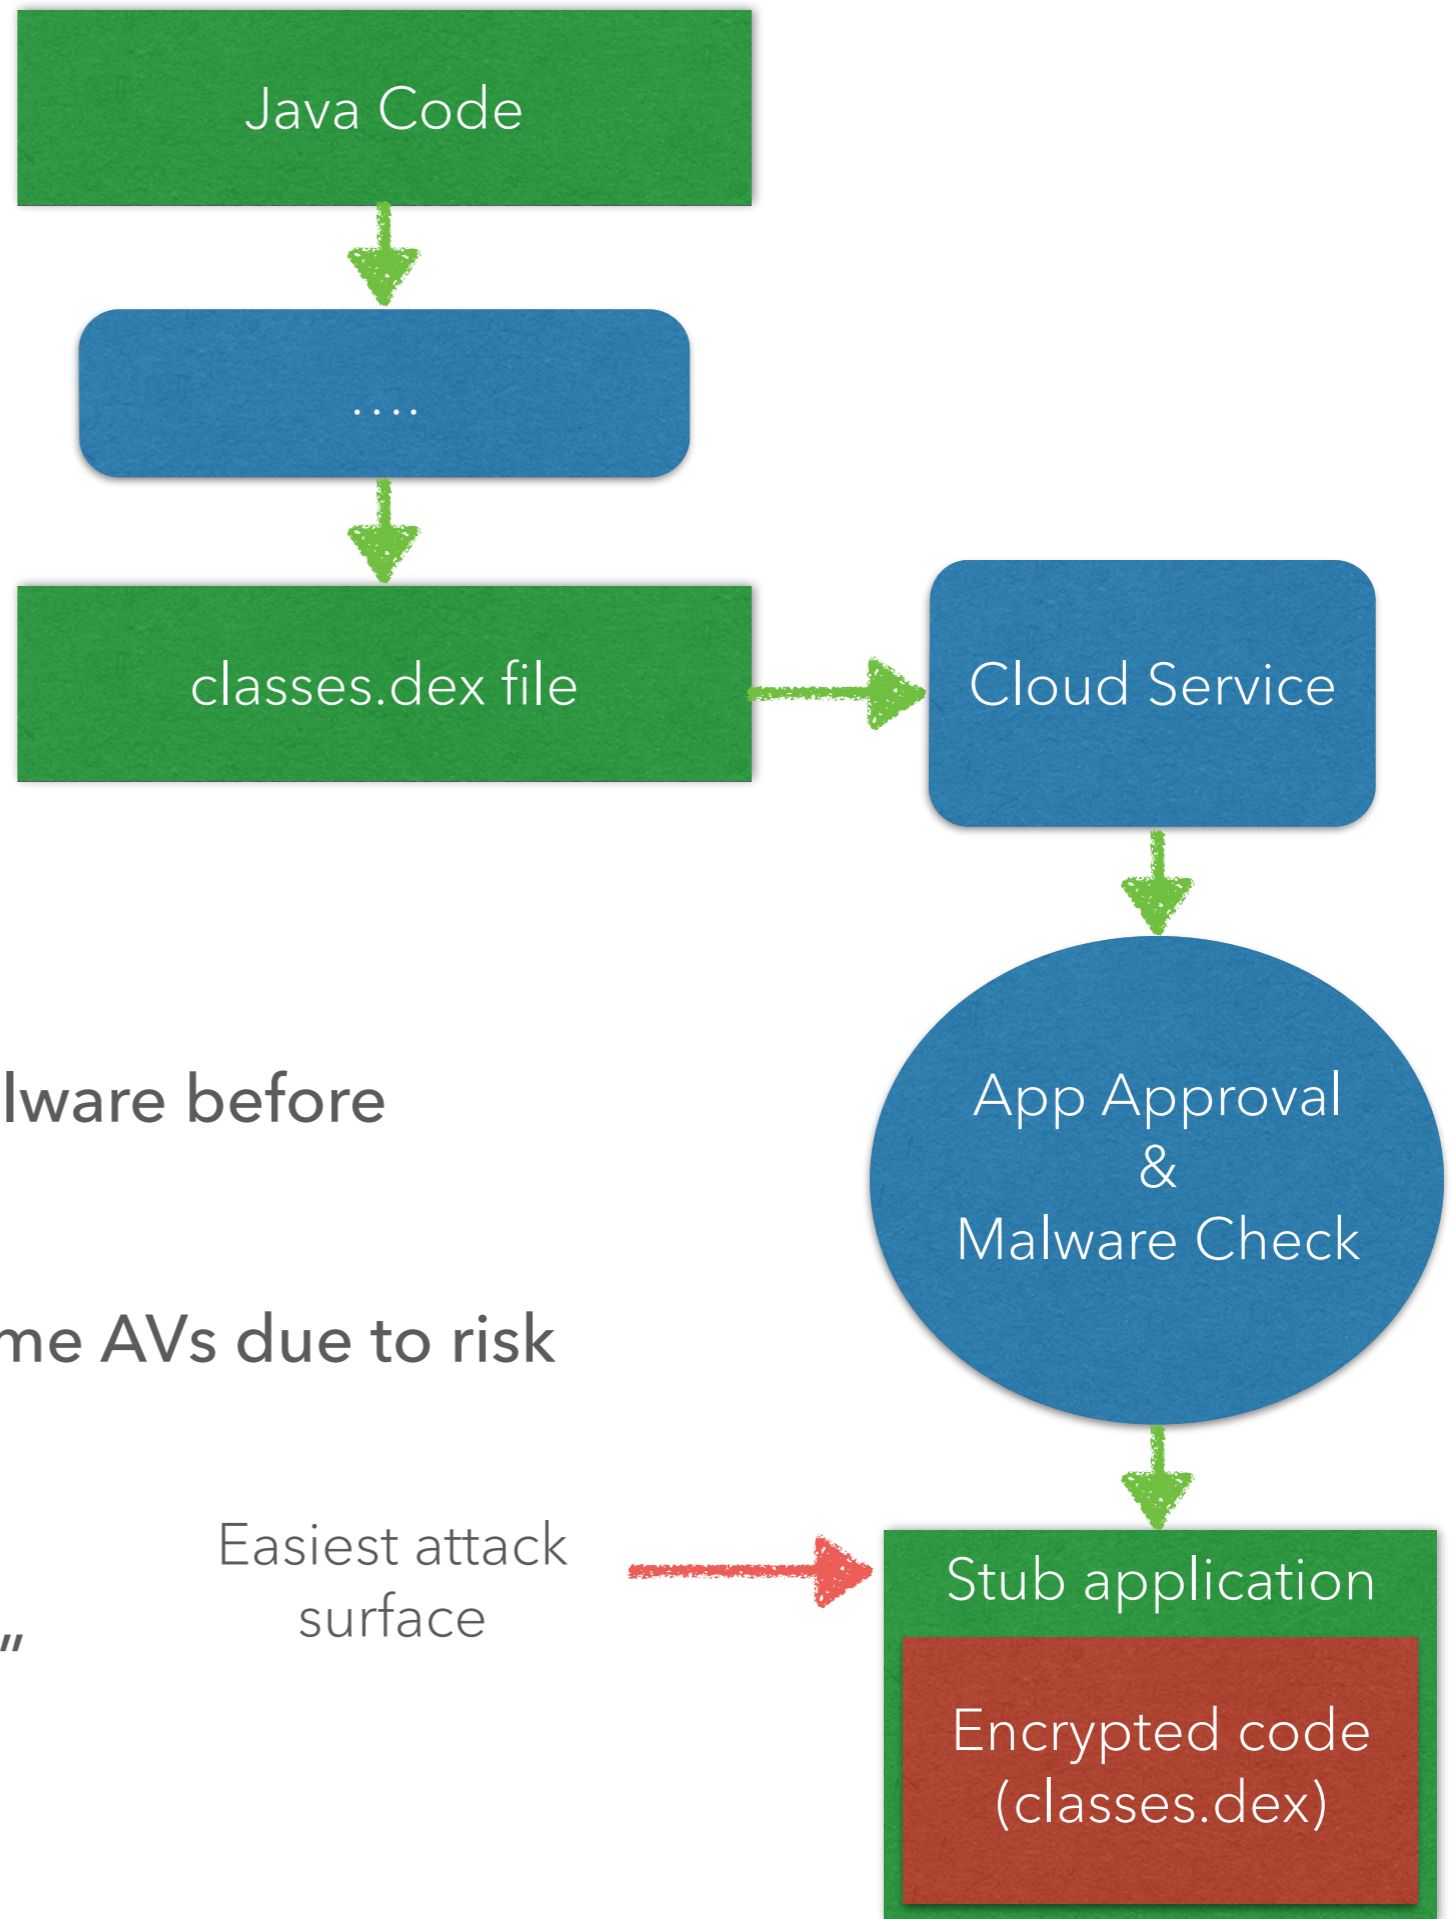 Java Code
....
classes.dex file
Cloud Service
App Approval
&
Malware Check
lware before
me AVs due to risk
Easiest attack
surface
"
Stub application
Encrypted code
(classes.dex)